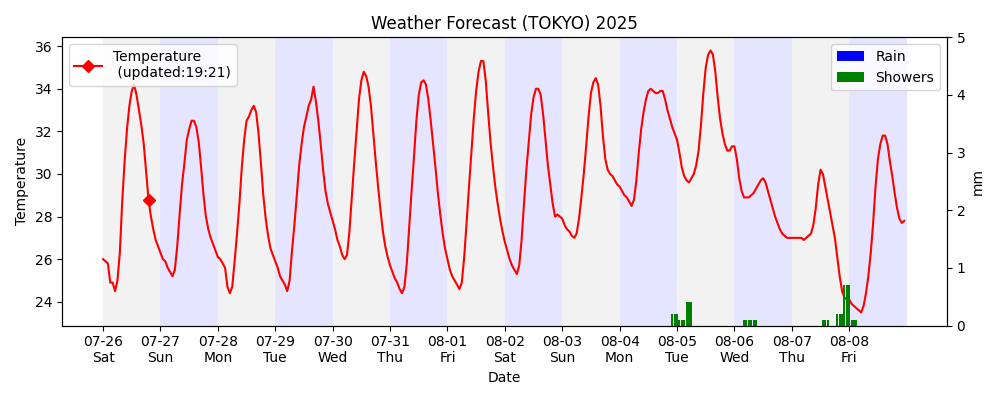 Weather Forecast (TOKYO) 2025
Temperature
(updated:19:21)
Rain
Showers
Temperature
36
34
32
30
28
26
24
5
4
3
2
1
0
mm
07-26 07-27 07-28 07-29 07-30 07-31 08-01 08-02 08-03 08-04 08-05 08-06 08-07 08-08
Sat Sun Mon Tue Wed Thu Fri Sat Sun Mon Tue Wed Thu Fri
Date